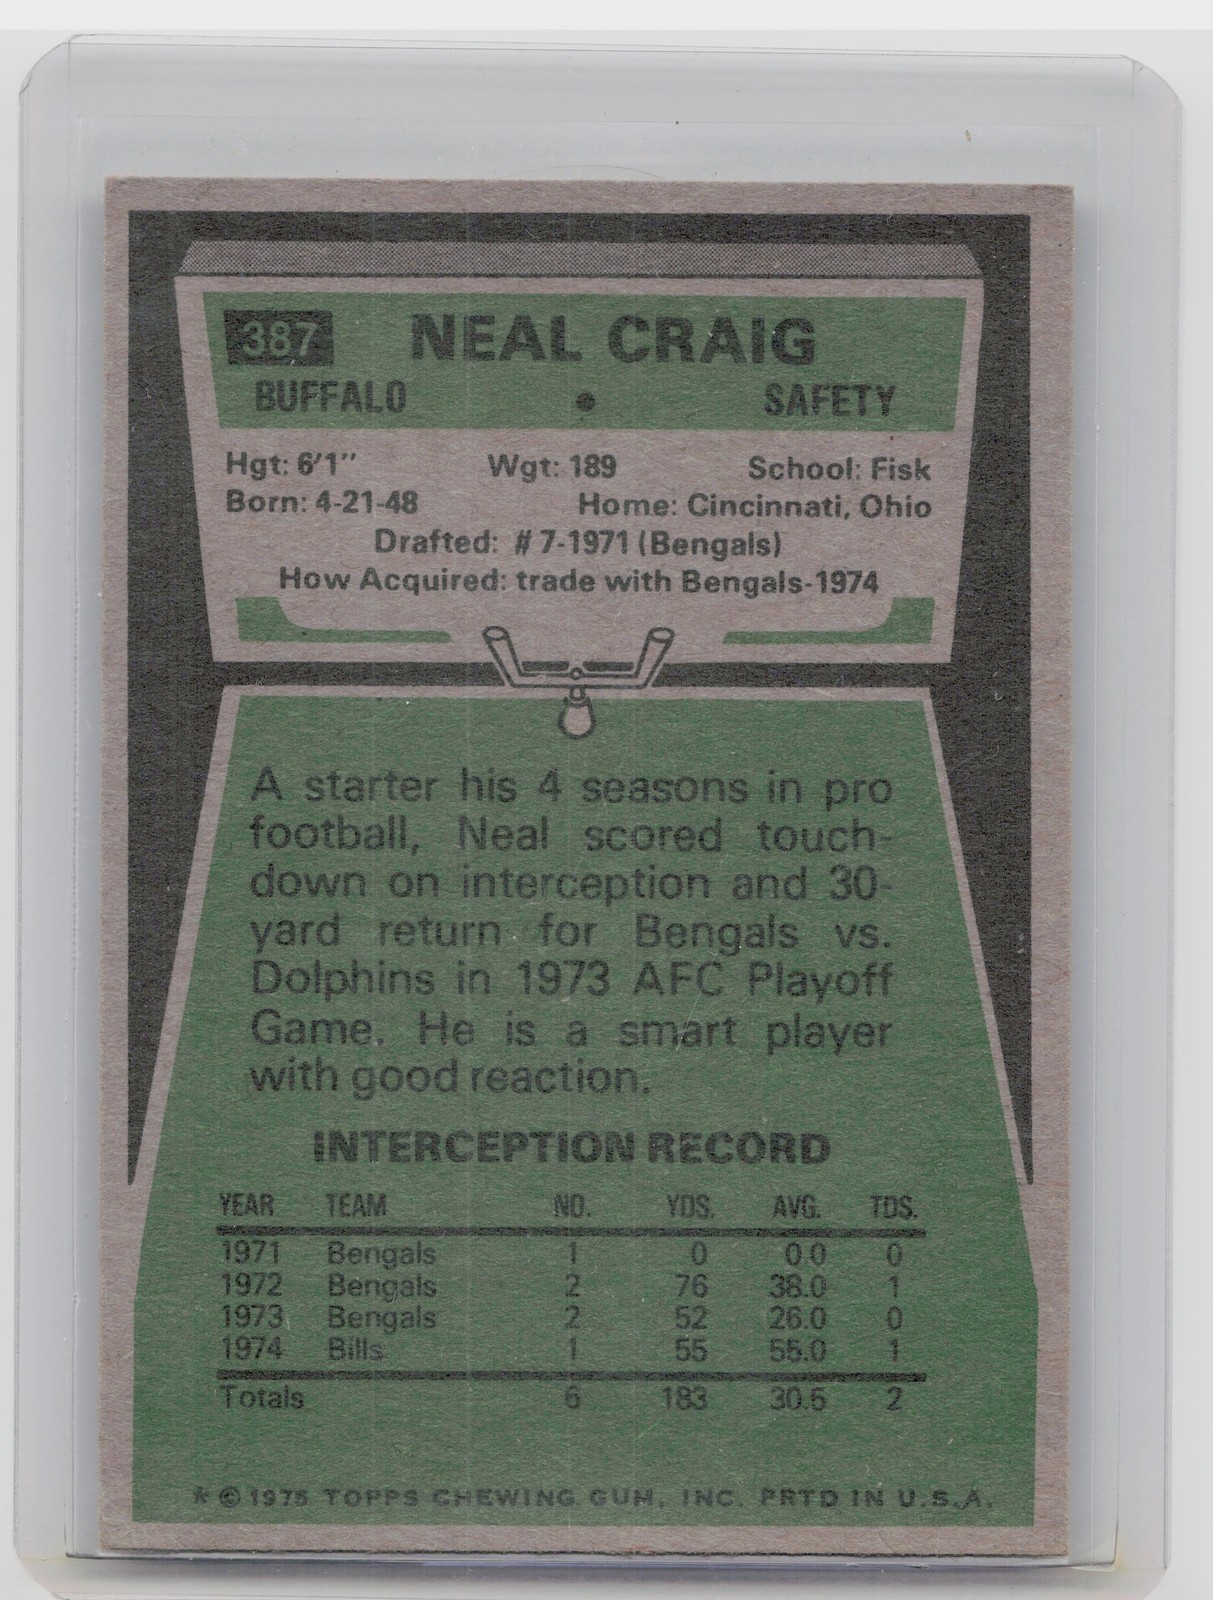 387 NEAL CRAIG
BUFFALO • SAFETY
Hgt: 6'1" Wgt: 189 School: Fisk
Born: 4-21-48 Home: Cincinnati, Ohio
Drafted: #7-1971 (Bengals)
How Acquired: trade with Bengals-1974
A starter his 4 seasons in pro
football, Neal scored touch-
down on interception and 30-
yard return for Bengals vs.
Dolphins in 1973 AFC Playoff
Game. He is a smart player
with good reaction.
INTERCEPTION RECORD
YEAR TEAM NO. YDS. AVG. TDS.
1971 Bengals 1 0 0.0 0
1972 Bengals 2 76 38.0 1
1973 Bengals 2 52 26.0 0
1974 Bills 1 55 55.0 1
Totals 6 183 30.5 2
* © 1975 TOPPS CHEWING GUM, INC. PRTD IN U.S.A.